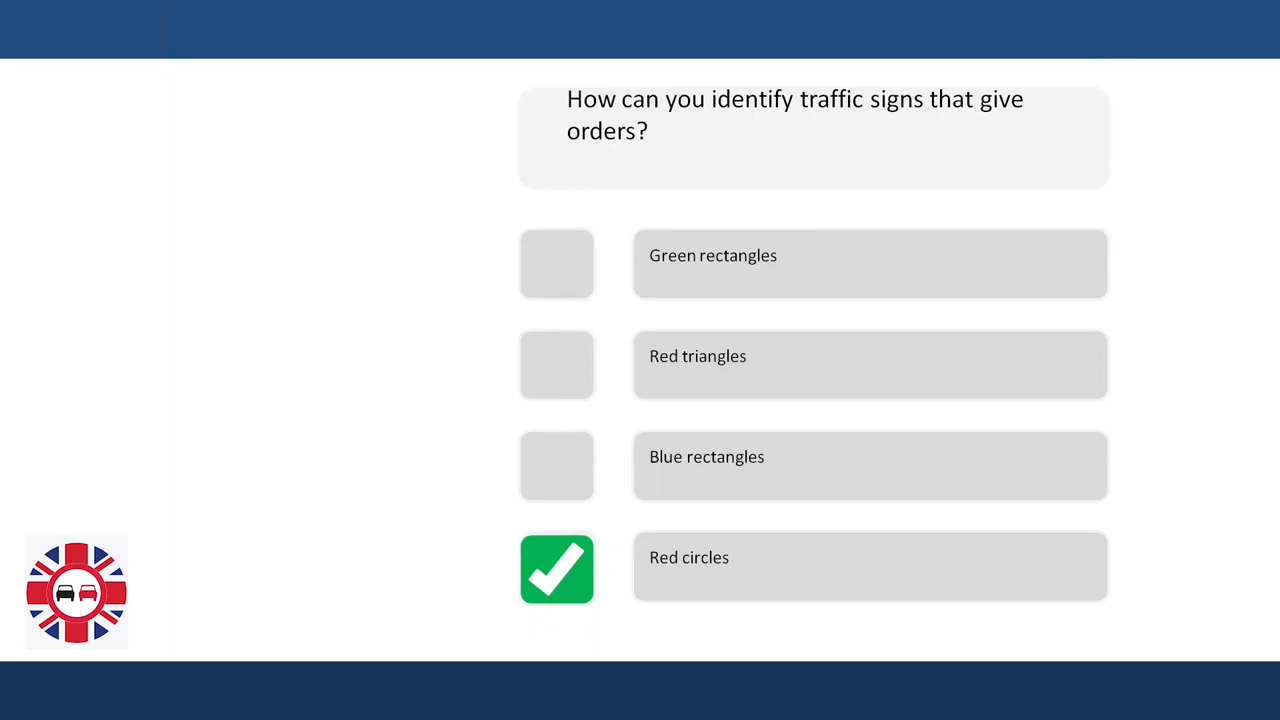 How can you identify traffic signs that give
orders?
Green rectangles
Red triangles
Blue rectangles
Red circles